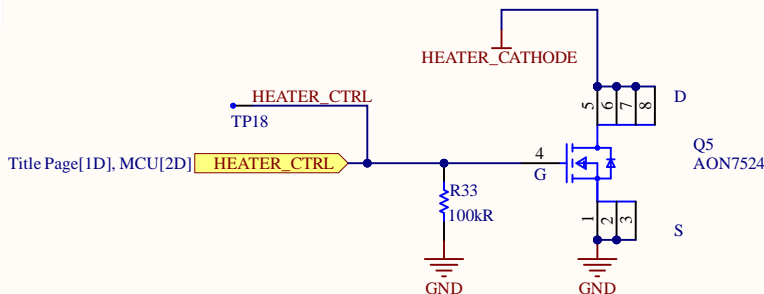 HEATER_CATHODE
HEATER_CTRL
TP18
5
6
7
8
D
Title Page[1D], MCU[2D]
HEATER_CTRL
4
G
Q5
AON7524
R33
100kR
1
2
3
S
GND
GND